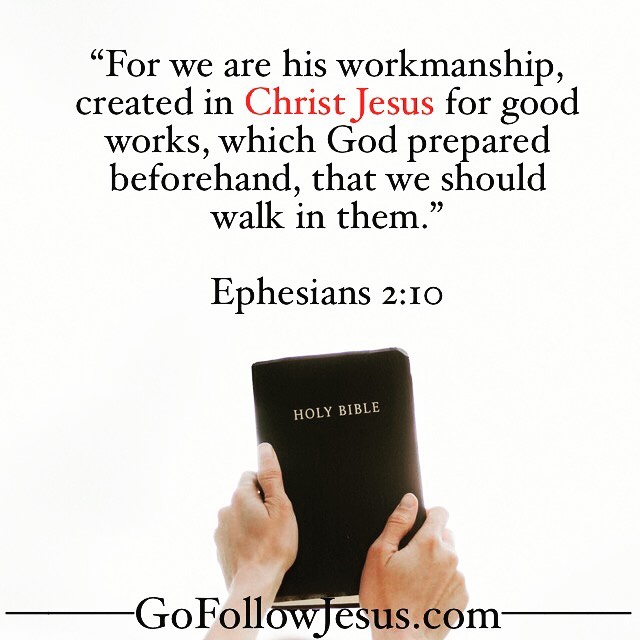 “For we are his workmanship,
created in Christ Jesus for good
works, which God prepared
beforehand, that we should
walk in them.”
Ephesians 2:10
HOLY BIBLE
GoFollowJesus.com